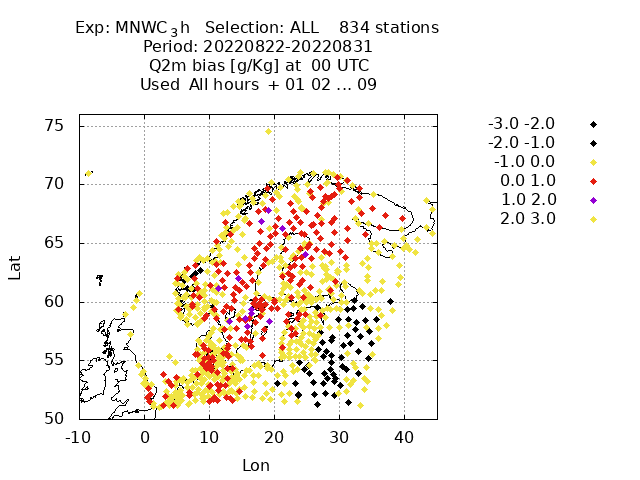 Exp: MNWC₃h Selection: ALL 834 stations
Period: 20220822-20220831
Q2m bias [g/Kg] at 00 UTC
Used All hours + 01 02 ... 09
75
70
65
60
55
50
-10 0 10 20 30 40
Lat
Lon
-3.0 -2.0
-2.0 -1.0
-1.0 0.0
0.0 1.0
1.0 2.0
2.0 3.0